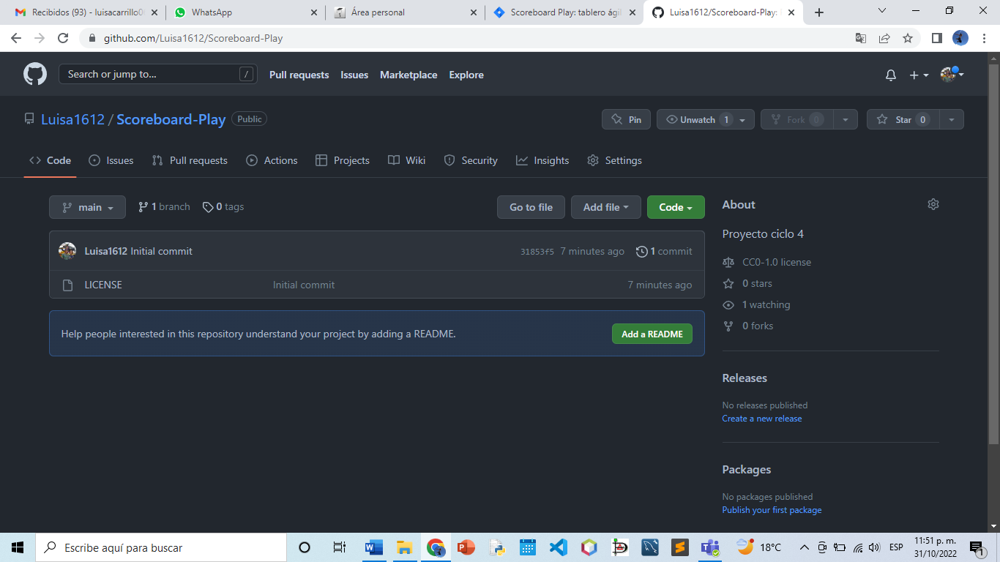 Recibidos (93) - luisacarrillo0
WhatsApp
Área personal
Scoreboard Play: tablero ágil
Luisa1612/Scoreboard-Play:
github.com/Luisa1612/Scoreboard-Play
Search or jump to...
/
Pull requests
Issues
Marketplace
Explore
Luisa1612 / Scoreboard-Play
Public
Pin
Unwatch 1
Fork 0
Star 0
Code
Issues
Pull requests
Actions
Projects
Wiki
Security
Insights
Settings
main
1 branch
0 tags
Go to file
Add file
Code
Luisa1612 Initial commit
31853f5 7 minutes ago
1 commit
LICENSE
Initial commit
7 minutes ago
Help people interested in this repository understand your project by adding a README.
Add a README
About
Proyecto ciclo 4
CC0-1.0 license
0 stars
1 watching
0 forks
Releases
No releases published
Create a new release
Packages
No packages published
Publish your first package
Escribe aquí para buscar
18°C
ESP
11:51 p. m.
31/10/2022
1